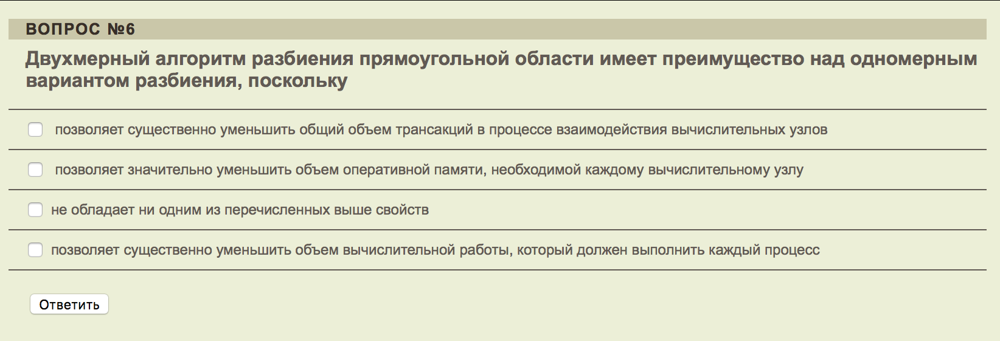 ВОПРОС №6
Двухмерный алгоритм разбиения прямоугольной области имеет преимущество над одномерным
вариантом разбиения, поскольку
позволяет существенно уменьшить общий объем трансакций в процессе взаимодействия вычислительных узлов
позволяет значительно уменьшить объем оперативной памяти, необходимой каждому вычислительному узлу
не обладает ни одним из перечисленных выше свойств
позволяет существенно уменьшить объем вычислительной работы, который должен выполнить каждый процесс
Ответить